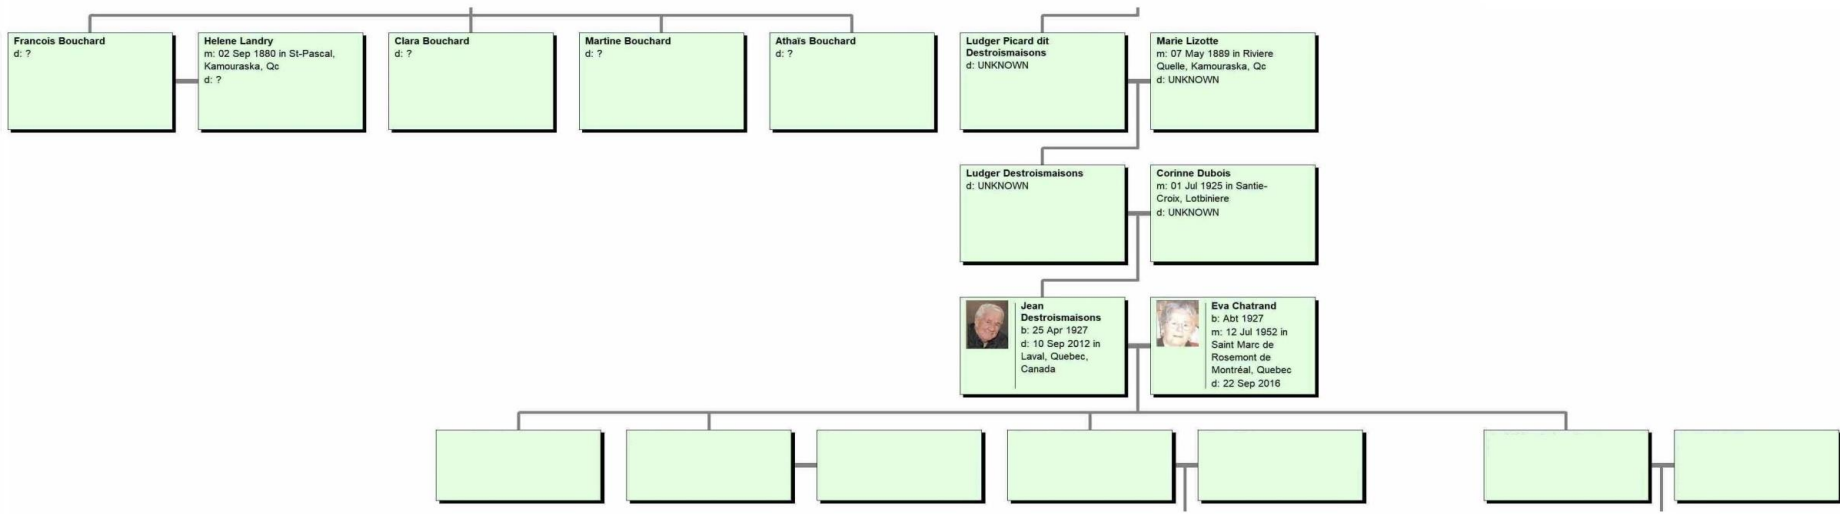 Francois Bouchard
d: ?
Helene Landry
m: 02 Sep 1880 in St-Pascal,
Kamouraska, Qc
d: ?
Clara Bouchard
d: ?
Martine Bouchard
d: ?
Athaïs Bouchard
d: ?
Ludger Picard dit
Destroismaisons
d: UNKNOWN
Marie Lizotte
m: 07 May 1889 in Riviere
Quelle, Kamouraska, Qc
d: UNKNOWN
Ludger Destroismaisons
d: UNKNOWN
Corinne Dubois
m: 01 Jul 1925 in Santie-
Croix, Lotbiniere
d: UNKNOWN
Jean
Destroismaisons
b: 25 Apr 1927
d: 10 Sep 2012 in
Laval, Quebec,
Canada
Eva Chatrand
b: Abt 1927
m: 12 Jul 1952 in
Saint Marc de
Rosemont de
Montréal, Quebec
d: 22 Sep 2016